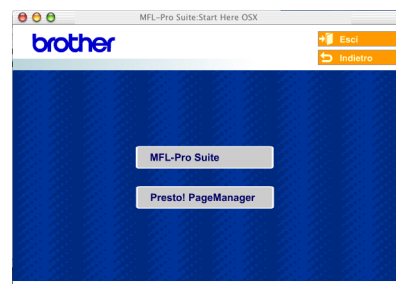 MFL-Pro Suite:Start Here OSX
brother
Esci
Indietro
MFL-Pro Suite
Presto! PageManager